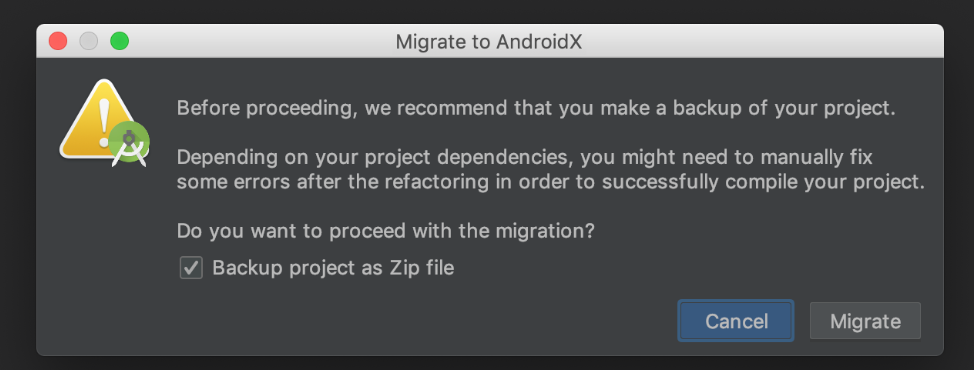 Migrate to AndroidX
Before proceeding, we recommend that you make a backup of your project.
Depending on your project dependencies, you might need to manually fix
some errors after the refactoring in order to successfully compile your project.
Do you want to proceed with the migration?
Backup project as Zip file
Cancel Migrate